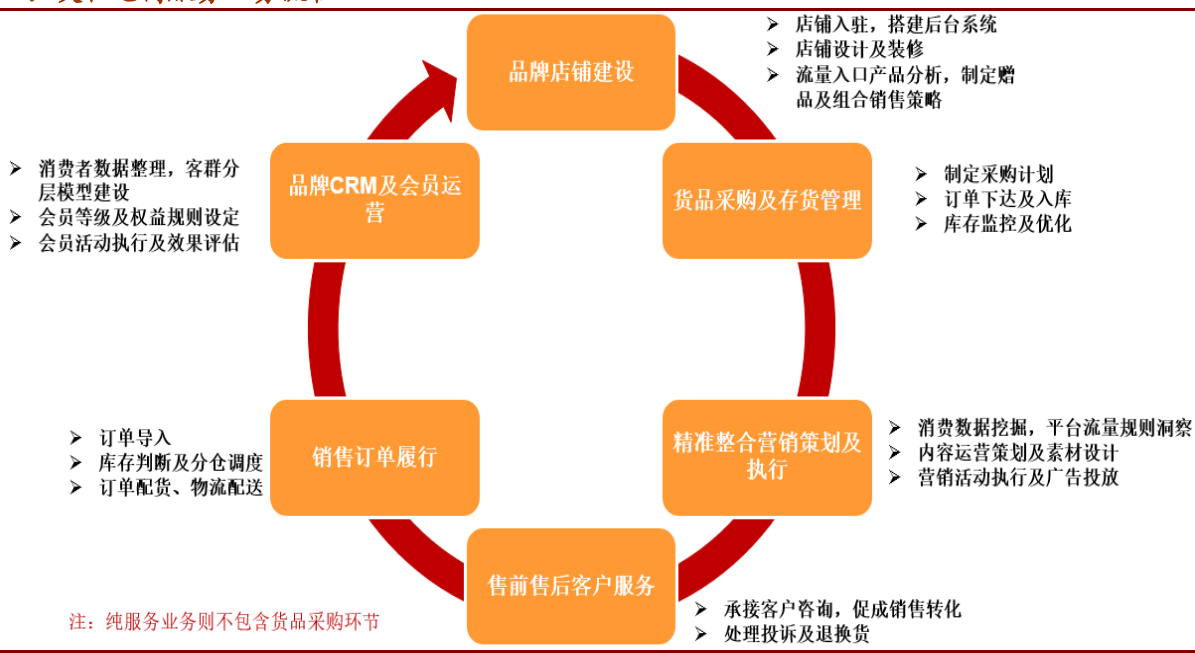 品牌店铺建设
➢ 店铺入驻，搭建后台系统
➢ 店铺设计及装修
➢ 流量入口产品分析，制定赠
品及组合销售策略
货品采购及存货管理
➢ 制定采购计划
➢ 订单下达及入库
➢ 库存监控及优化
精准整合营销策划及
执行
➢ 消费数据挖掘，平台流量规则洞察
➢ 内容运营策划及素材设计
➢ 营销活动执行及广告投放
售前售后客户服务
➢ 承接客户咨询，促成销售转化
➢ 处理投诉及退换货
销售订单履行
➢ 订单导入
➢ 库存判断及分仓调度
➢ 订单配货、物流配送
品牌CRM及会员运
营
➢ 消费者数据整理，客群分
层模型建设
➢ 会员等级及权益规则设定
➢ 会员活动执行及效果评估
注：纯服务业务则不包含货品采购环节